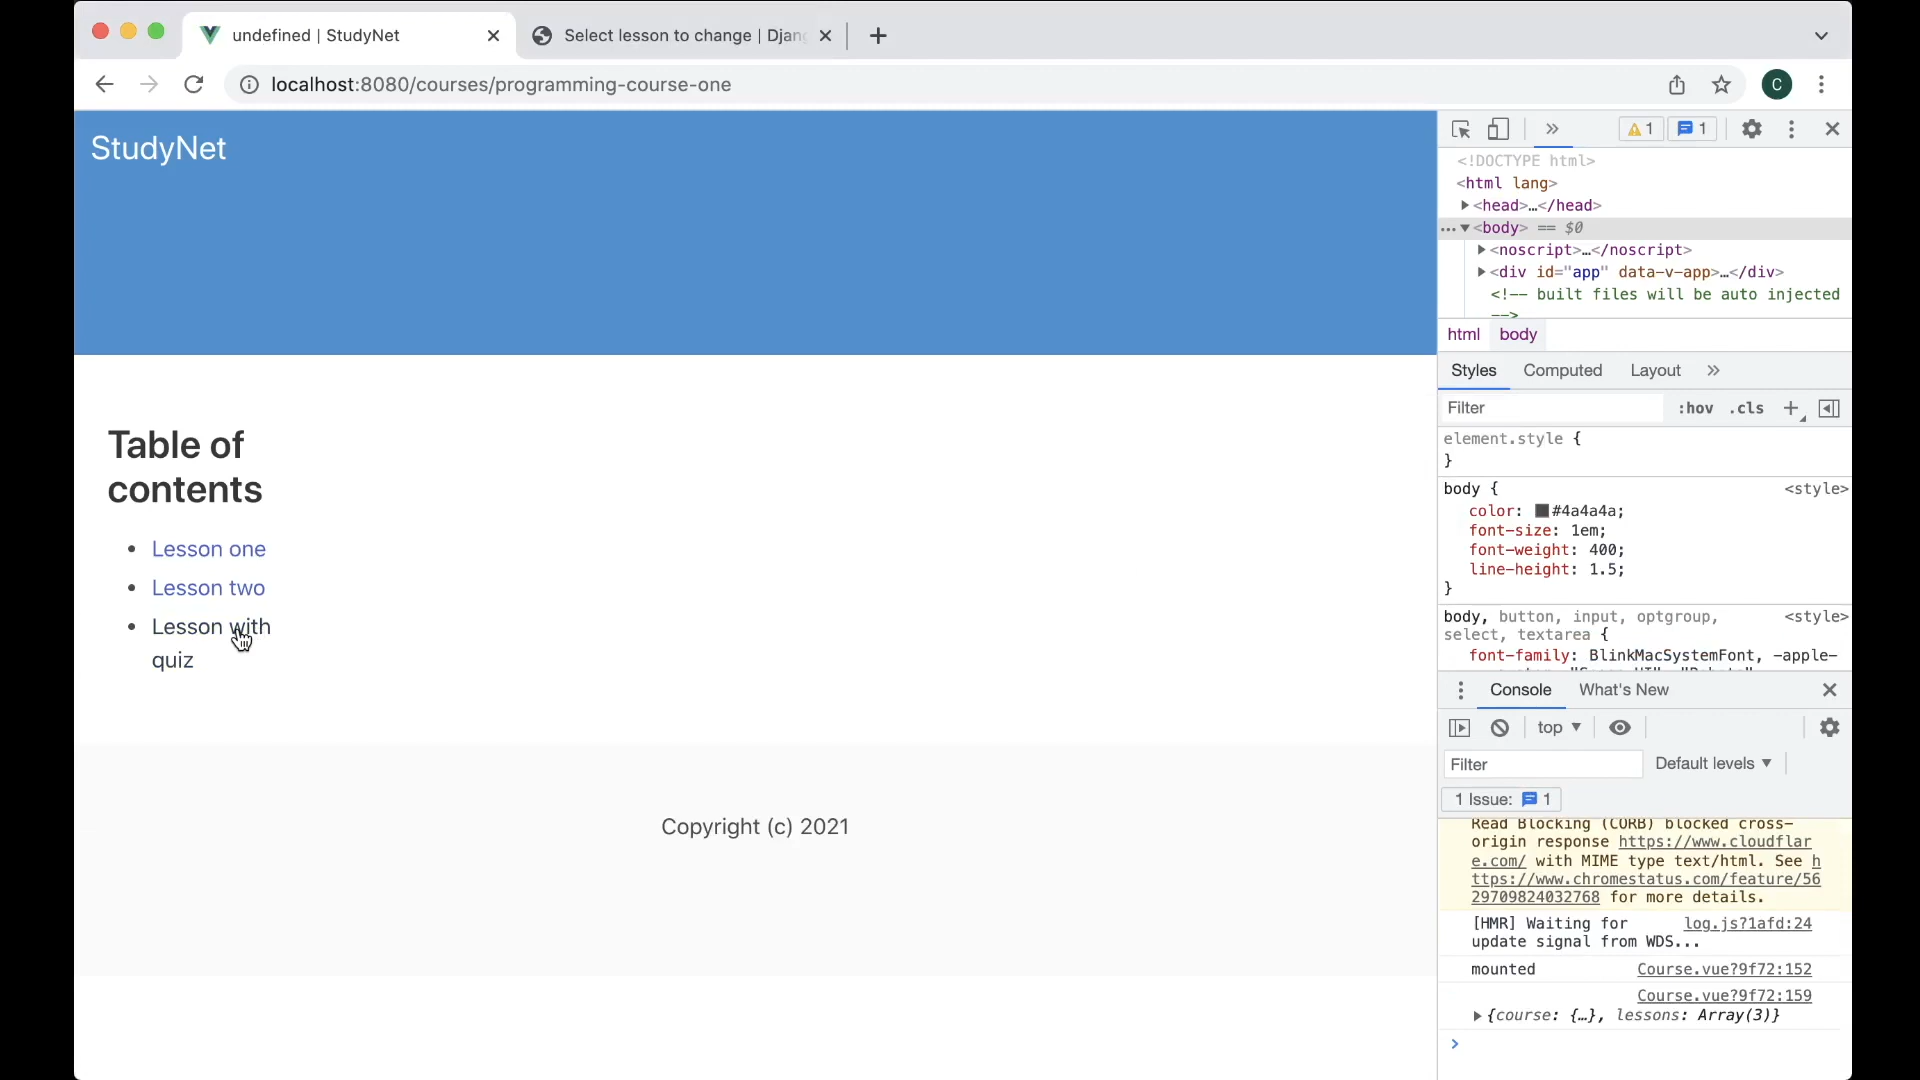 undefined | StudyNet
Select lesson to change | Djan
localhost:8080/courses/programming-course-one
C
StudyNet
Table of
contents
Lesson one
Lesson two
Lesson with
quiz
Copyright (c) 2021
1
1
<!DOCTYPE html>
<html lang>
<head>…</head>
<body> == $0
<noscript>…</noscript>
<div id="app" data-v-app>…</div>
<!-- built files will be auto injected
-->
html body
Styles Computed Layout
Filter :hov .cls
element.style {
}
body { <style>
color: #4a4a4a;
font-size: 1em;
font-weight: 400;
line-height: 1.5;
}
body, button, input, optgroup, <style>
select, textarea {
font-family: BlinkMacSystemFont, -apple-
Console What's New
top
Filter Default levels
1 Issue: 1
Read Blocking (CORB) blocked cross-
origin response https://www.cloudflar
e.com/ with MIME type text/html. See h
ttps://www.chromestatus.com/feature/56
29709824032768 for more details.
[HMR] Waiting for log.js?1afd:24
update signal from WDS...
mounted Course.vue?9f72:152
Course.vue?9f72:159
{course: {…}, lessons: Array(3)}